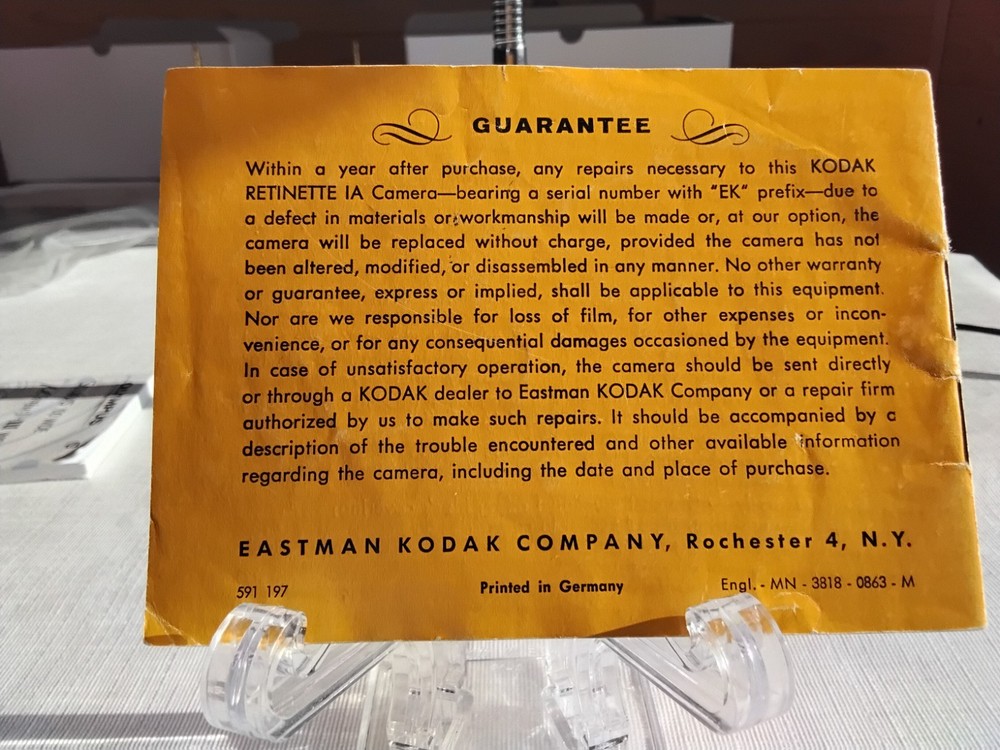 GUARANTEE
Within a year after purchase, any repairs necessary to this KODAK
RETINETTE IA Camera—bearing a serial number with "EK" prefix—due to
a defect in materials or workmanship will be made or, at our option, the
camera will be replaced without charge, provided the camera has not
been altered, modified, or disassembled in any manner. No other warranty
or guarantee, express or implied, shall be applicable to this equipment.
Nor are we responsible for loss of film, for other expenses or incon-
venience, or for any consequential damages occasioned by the equipment.
In case of unsatisfactory operation, the camera should be sent directly
or through a KODAK dealer to Eastman KODAK Company or a repair firm
authorized by us to make such repairs. It should be accompanied by a
description of the trouble encountered and other available information
regarding the camera, including the date and place of purchase.
EASTMAN KODAK COMPANY, Rochester 4, N.Y.
591 197 Printed in Germany Engl. - MN - 3818 - 0863 - M